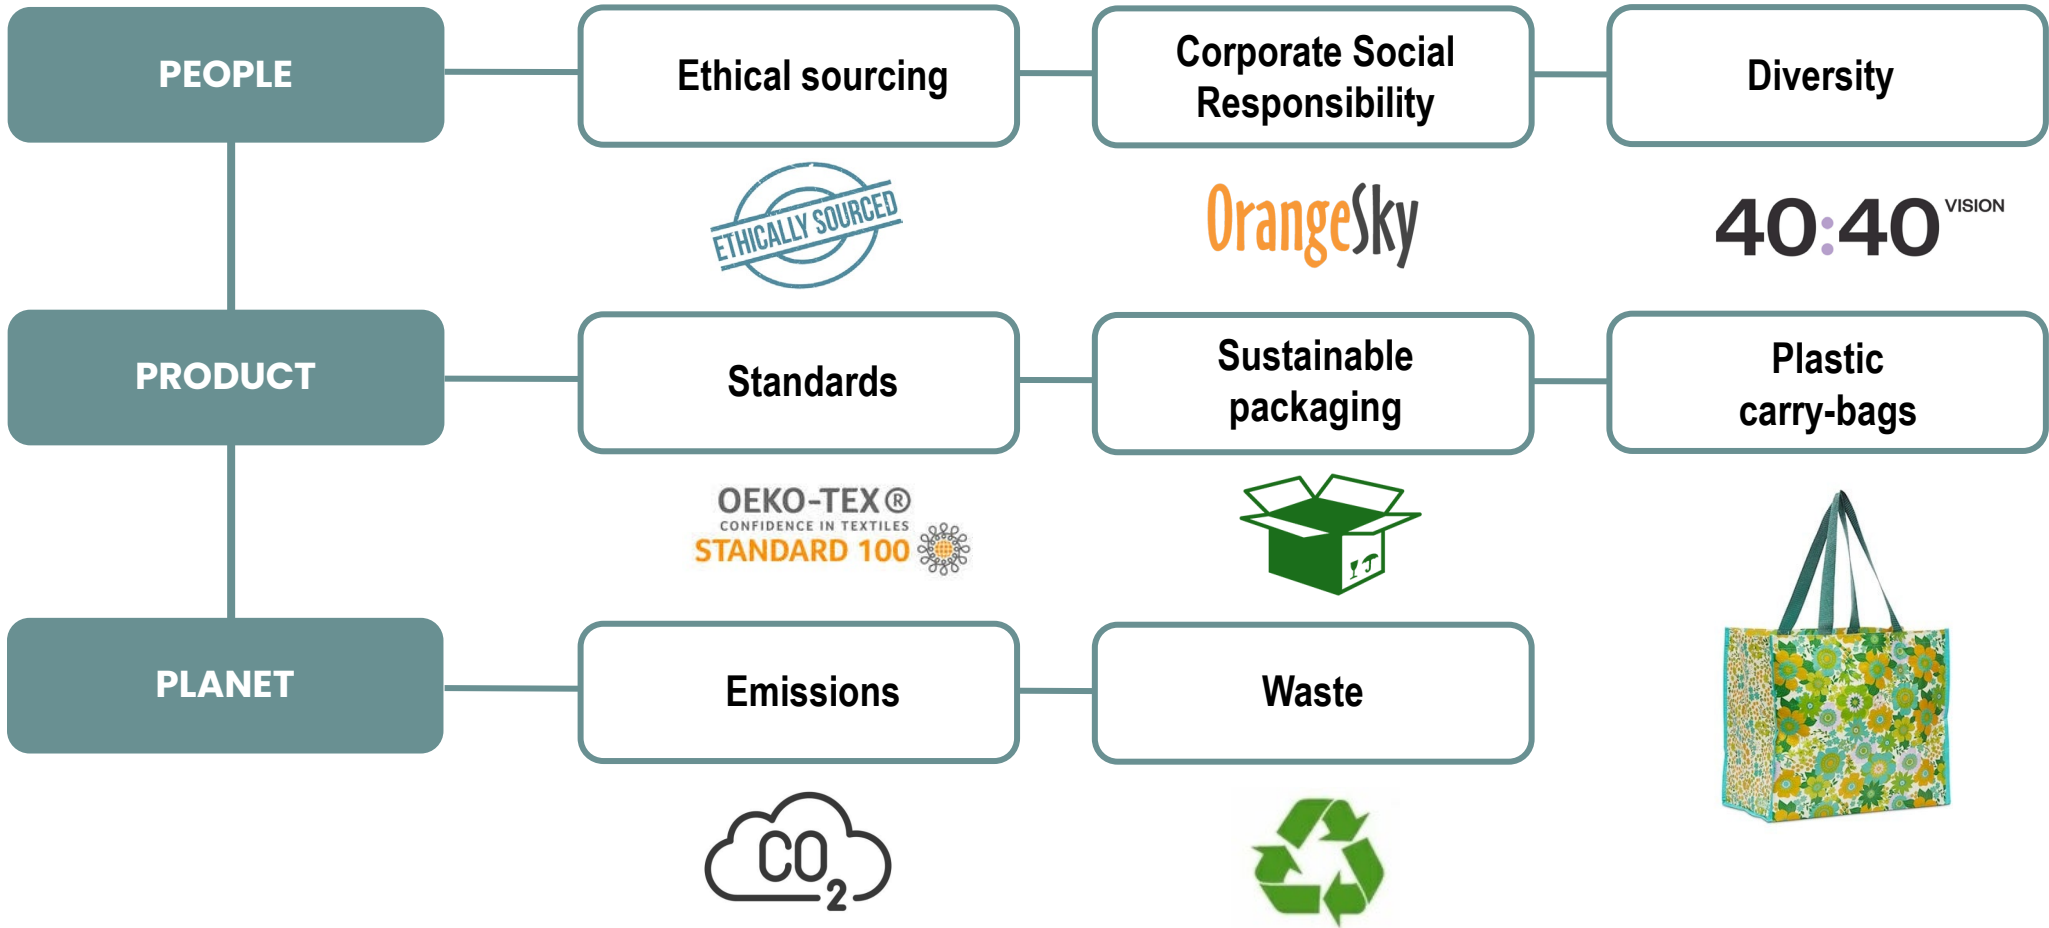 PEOPLE
Ethical sourcing
Corporate Social
Responsibility
Diversity
ETHICALLY SOURCED
OrangeSky
40:40 VISION
PRODUCT
Standards
Sustainable
packaging
Plastic
carry-bags
OEKO-TEX®
CONFIDENCE IN TEXTILES
STANDARD 100
PLANET
Emissions
Waste
CO2